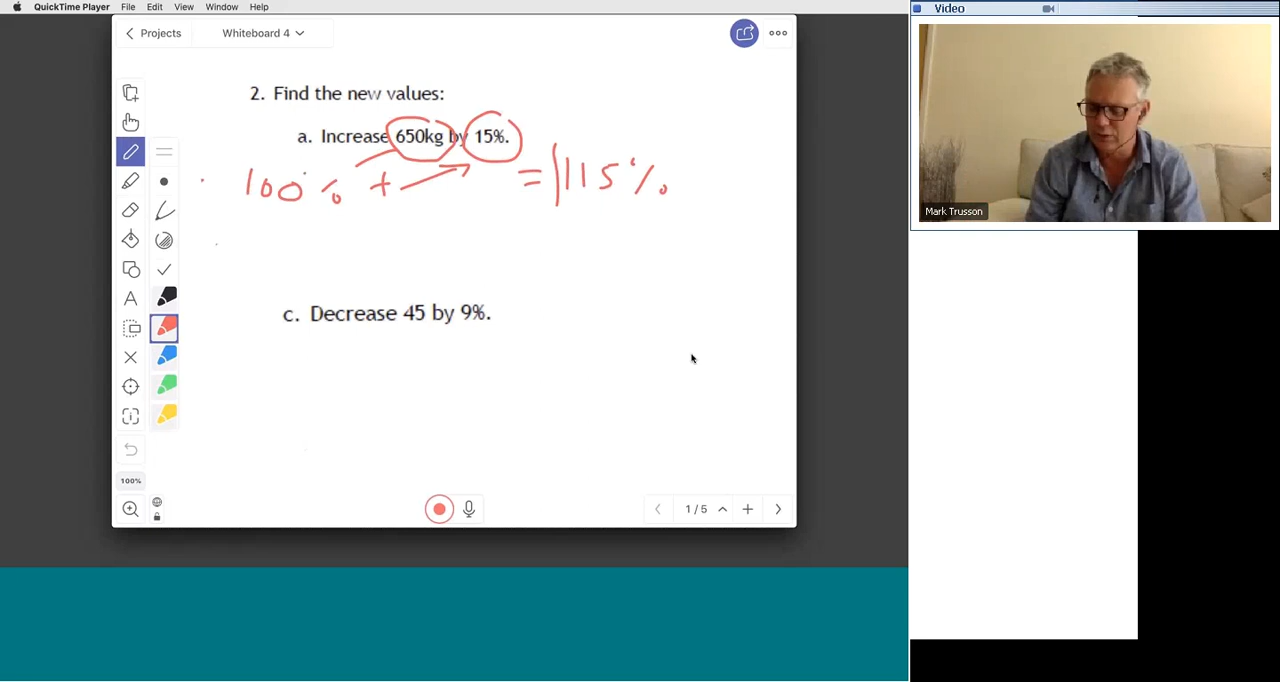 QuickTime Player File Edit View Window Help
Video
Projects
Whiteboard 4
2. Find the new values:
a. Increase 650kg by 15%.
100% + = 115%
c. Decrease 45 by 9%.
A
100%
1 / 5
Mark Trusson